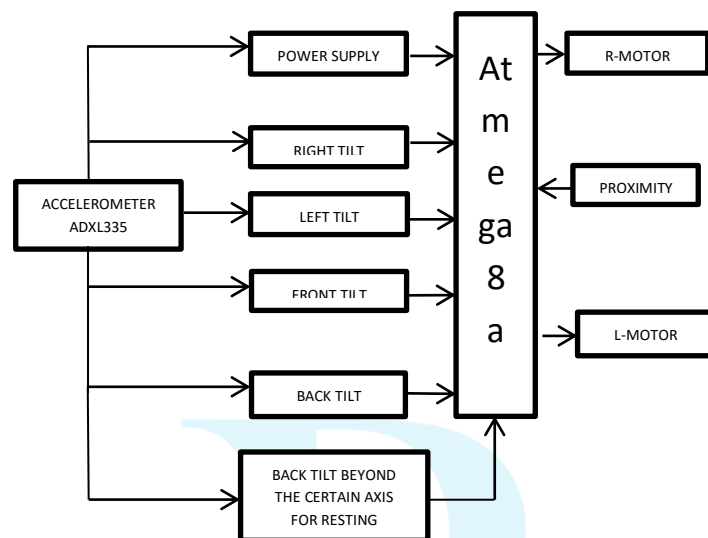 POWER SUPPLY
RIGHT TILT
ACCELEROMETER
ADXL335
LEFT TILT
FRONT TILT
BACK TILT
BACK TILT BEYOND
THE CERTAIN AXIS
FOR RESTING
At
m
e
ga
8
a
R-MOTOR
PROXIMITY
L-MOTOR